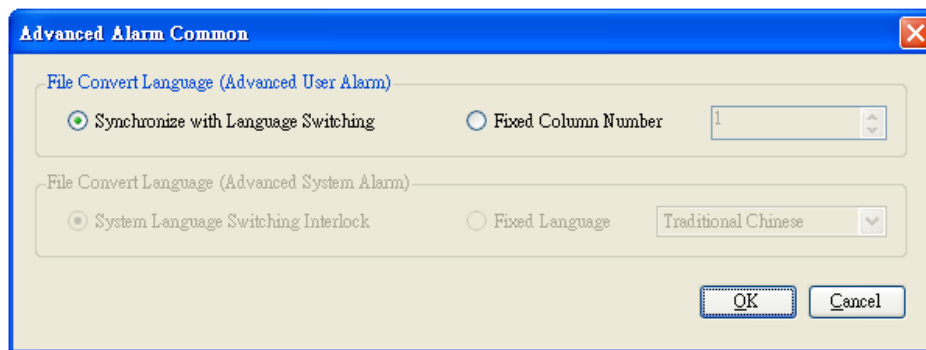 Advanced Alarm Common
File Convert Language (Advanced User Alarm)
Synchronize with Language Switching Fixed Column Number 1
File Convert Language (Advanced System Alarm)
System Language Switching Interlock Fixed Language Traditional Chinese
OK Cancel